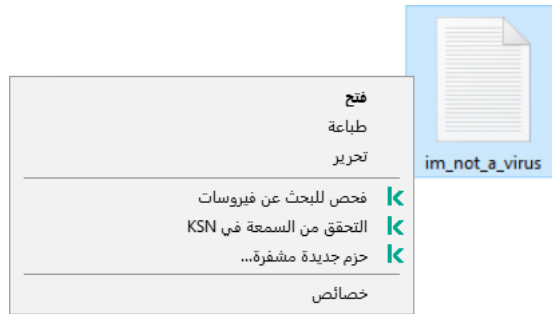 im_not_a_virus
فتح
طباعة
تحرير
فحص للبحث عن فيروسات
التحقق من السمعة في KSN
حزم جديدة مشفرة...
خصائص